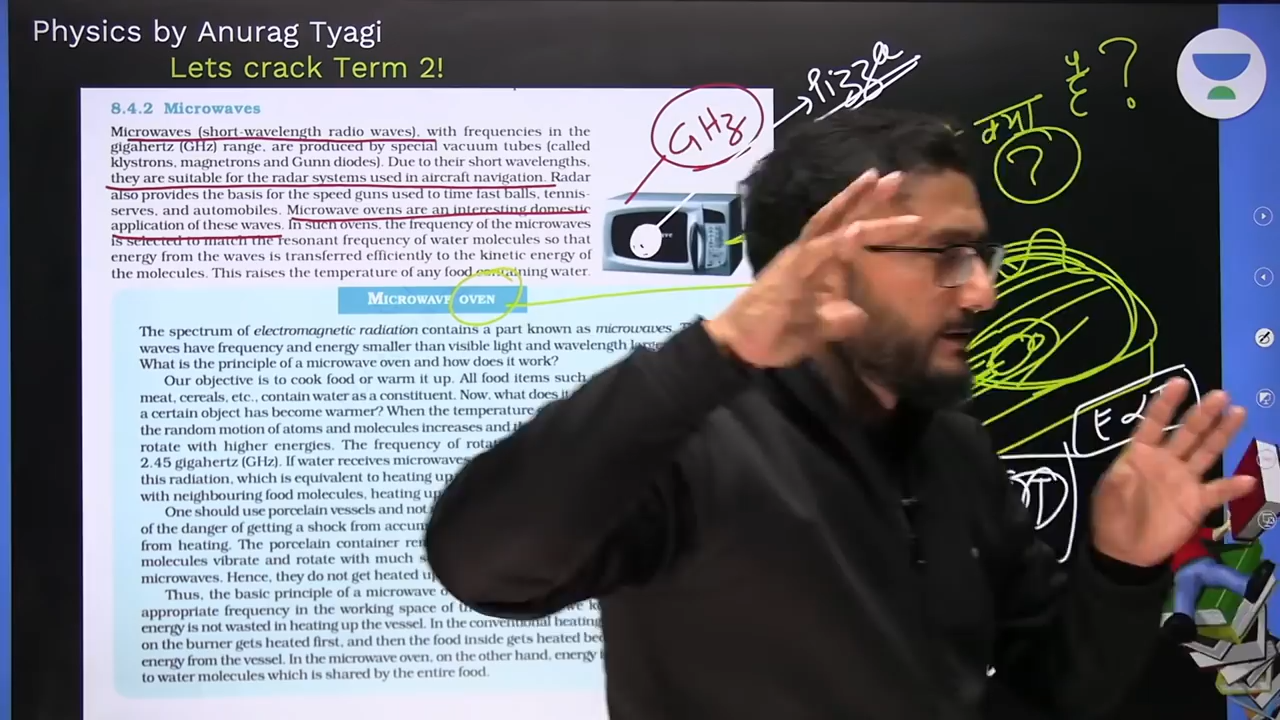 Physics by Anurag Tyagi
Lets crack Term 2!
8.4.2 Microwaves
Microwaves (short-wavelength radio waves), with frequencies in the
gigahertz (GHz) range, are produced by special vacuum tubes (called
klystrons, magnetrons and Gunn diodes). Due to their short wavelengths,
they are suitable for the radar systems used in aircraft navigation. Radar
also provides the basis for the speed guns used to time fast balls, tennis-
serves, and automobiles. Microwave ovens are an interesting domestic
application of these waves. In such ovens, the frequency of the microwaves
is selected to match the resonant frequency of water molecules so that
energy from the waves is transferred efficiently to the kinetic energy of
the molecules. This raises the temperature of any food containing water.
GHz
Pizza
क्या है ?
?
MICROWAVE OVEN
The spectrum of electromagnetic radiation contains a part known as microwaves.
waves have frequency and energy smaller than visible light and wavelength
What is the principle of a microwave oven and how does it work?
Our objective is to cook food or warm it up. All food items such
meat, cereals, etc., contain water as a constituent. Now, what does it
a certain object has become warmer? When the temperature
the random motion of atoms and molecules increases and
rotate with higher energies. The frequency of
2.45 gigahertz (GHz). If water receives microwaves
this radiation, which is equivalent to heating up
with neighbouring food molecules, heating up
One should use porcelain vessels and not
of the danger of getting a shock from
from heating. The porcelain container
molecules vibrate and rotate with much
microwaves. Hence, they do not get heated
Thus, the basic principle of a microwave
appropriate frequency in the working space of
energy is not wasted in heating up the vessel. In the conventional heating
on the burner gets heated first, and then the food inside gets heated
energy from the vessel. In the microwave oven, on the other hand, energy
to water molecules which is shared by the entire food.
E α T